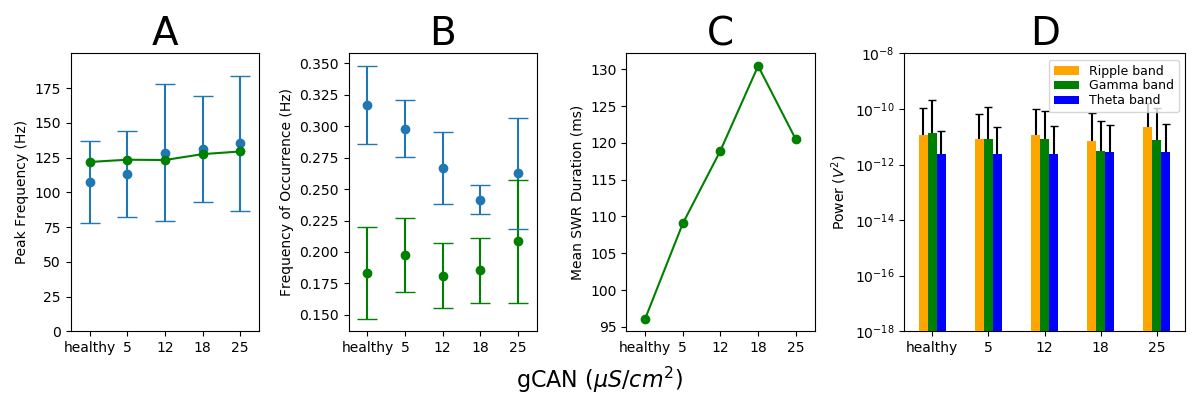 A
Peak Frequency (Hz)
175
150
125
100
75
50
25
0
healthy 5 12 18 25
B
Frequency of Occurrence (Hz)
0.350
0.325
0.300
0.275
0.250
0.225
0.200
0.175
0.150
healthy 5 12 18 25
C
Mean SWR Duration (ms)
130
125
120
115
110
105
100
95
healthy 5 12 18 25
D
Power (V²)
10⁻⁸
10⁻¹⁰
10⁻¹²
10⁻¹⁴
10⁻¹⁶
10⁻¹⁸
Ripple band
Gamma band
Theta band
healthy 5 12 18 25
gCAN (μS/cm²)